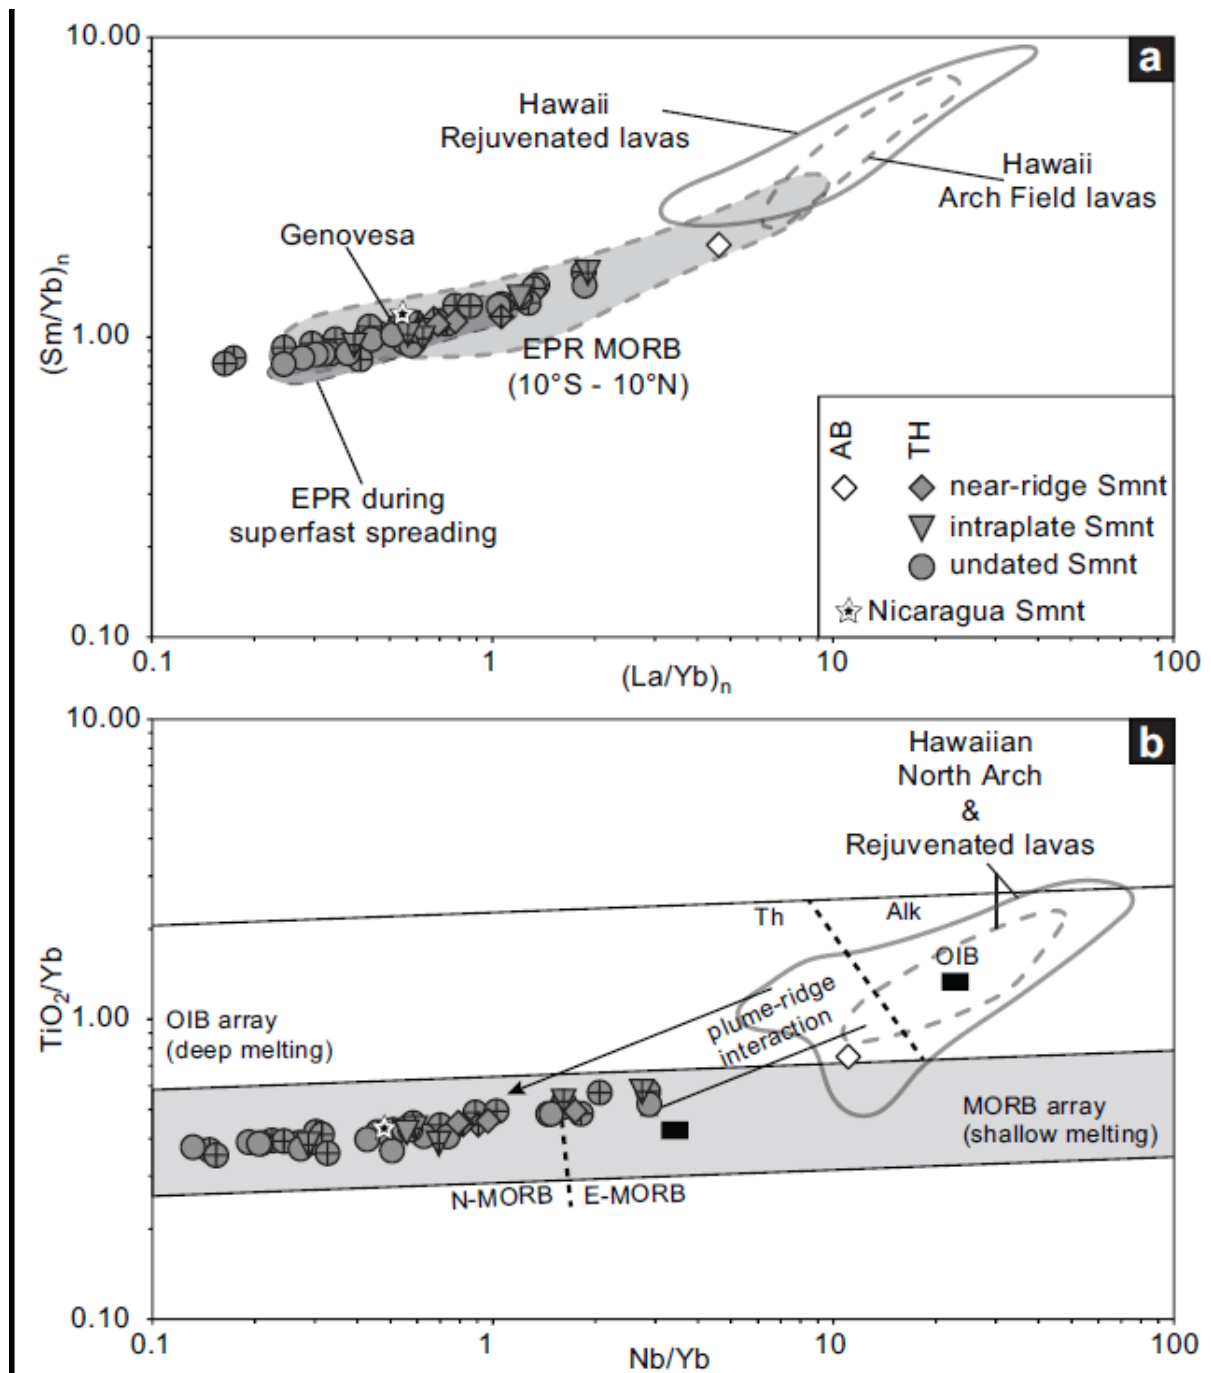 10.00
a
Hawaii
Rejuvenated lavas
Hawaii
Arch Field lavas
Genovesa
(Sm/Yb)n
1.00
EPR MORB
(10°S - 10°N)
EPR during
superfast spreading
AB
TH
near-ridge Smnt
intraplate Smnt
undated Smnt
Nicaragua Smnt
0.10
0.1
1
10
100
(La/Yb)n
10.00
b
Hawaiian
North Arch
&
Rejuvenated lavas
Th
Alk
OIB
TiO2/Yb
1.00
plume-ridge
interaction
OIB array
(deep melting)
MORB array
(shallow melting)
N-MORB
E-MORB
0.10
0.1
1
10
100
Nb/Yb